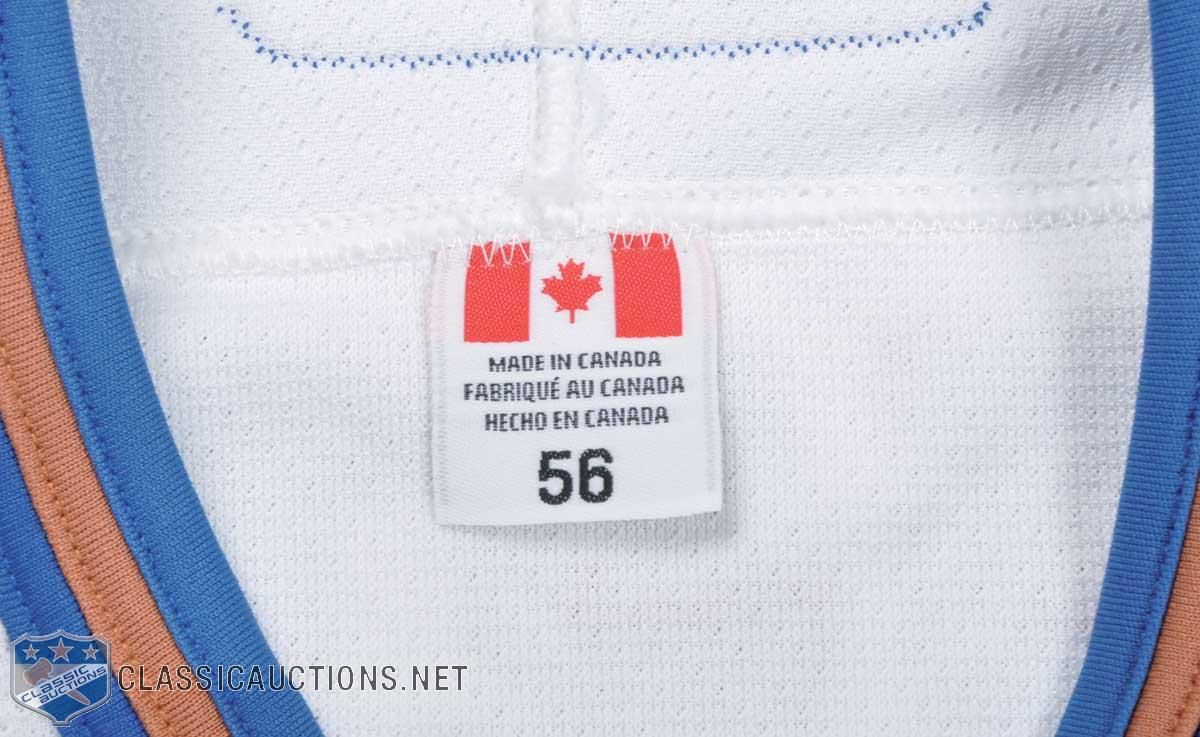 MADE IN CANADA
FABRIQUÉ AU CANADA
HECHO EN CANADA
56
CLASSIC
AUCTIONS
CLASSICAUCTIONS.NET